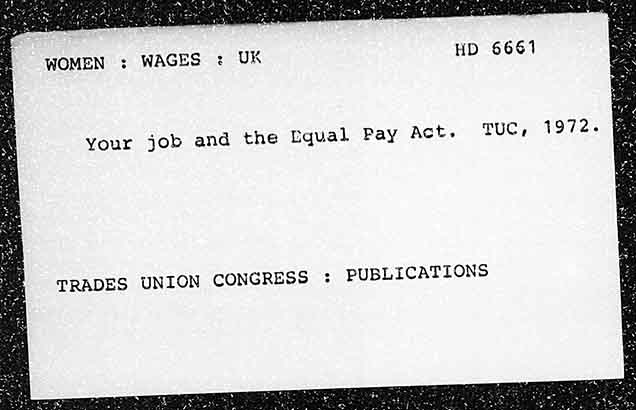 WOMEN : WAGES : UK HD 6661
Your job and the Equal Pay Act. TUC, 1972.
TRADES UNION CONGRESS : PUBLICATIONS